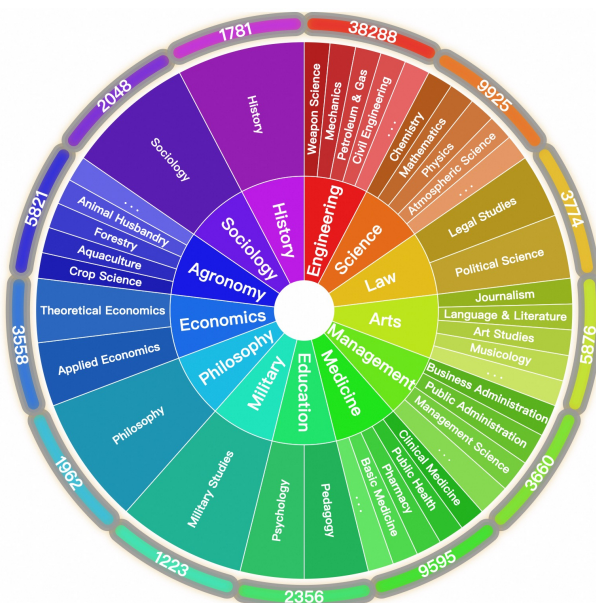 38288
9925
3774
5876
3660
9595
2356
1223
1962
3558
5821
2048
1781
Engineering
Science
Law
Arts
Management
Medicine
Education
Military
Philosophy
Economics
Agronomy
Sociology
History
Weapon Science
Mechanics
Petroleum & Gas
Civil Engineering
. . .
Chemistry
Mathematics
Physics
Atmospheric Science
. . .
Legal Studies
Political Science
Journalism
Language & Literature
Art Studies
Musicology
. . .
Business Administration
Public Administration
Management Science
. . .
Clinical Medicine
Public Health
Pharmacy
Basic Medicine
. . .
Pedagogy
Psychology
Military Studies
Philosophy
Applied Economics
Theoretical Economics
Crop Science
Aquaculture
Forestry
Animal Husbandry
. . .
Sociology
History